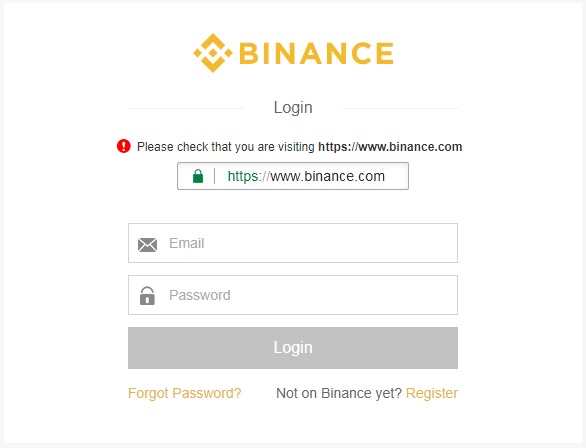 BINANCE
Login
Please check that you are visiting https://www.binance.com
https://www.binance.com
Email
Password
Login
Forgot Password? Not on Binance yet? Register